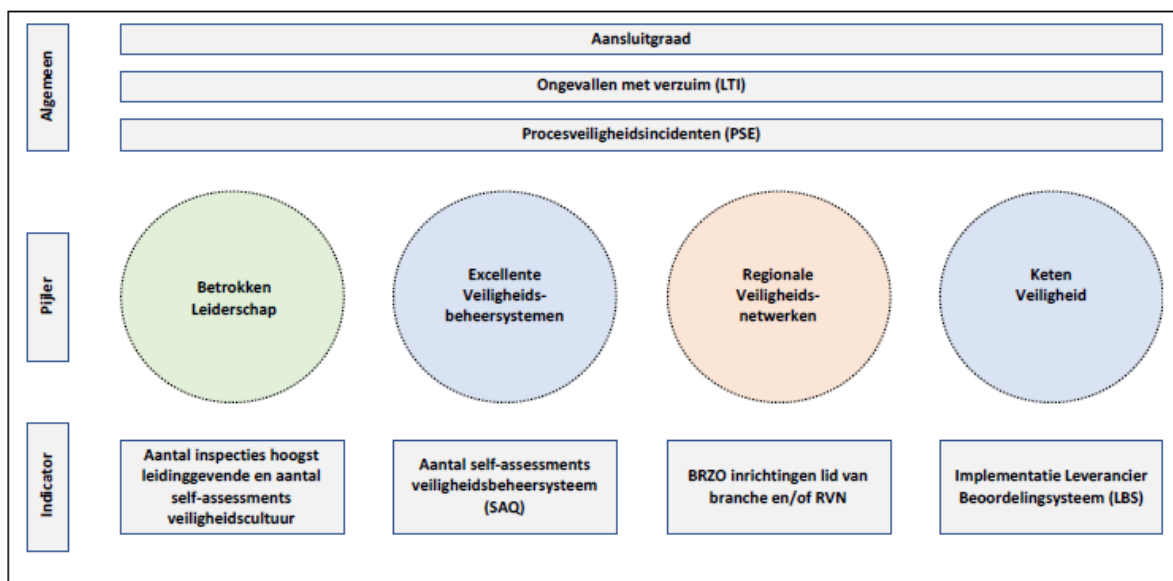 Algemeen
Aansluitgraad
Ongevallen met verzuim (LTI)
Procesveiligheidsincidenten (PSE)
Pijler
Betrokken
Leiderschap
Excellente
Veiligheids-
beheersystemen
Regionale
Veiligheids-
netwerken
Keten
Veiligheid
Indicator
Aantal inspecties hoogst
leidinggevende en aantal
self-assessments
veiligheidscultuur
Aantal self-assessments
veiligheidsbeheersysteem
(SAQ)
BRZO inrichtingen lid van
branche en/of RVN
Implementatie Leverancier
Beoordelingsysteem (LBS)